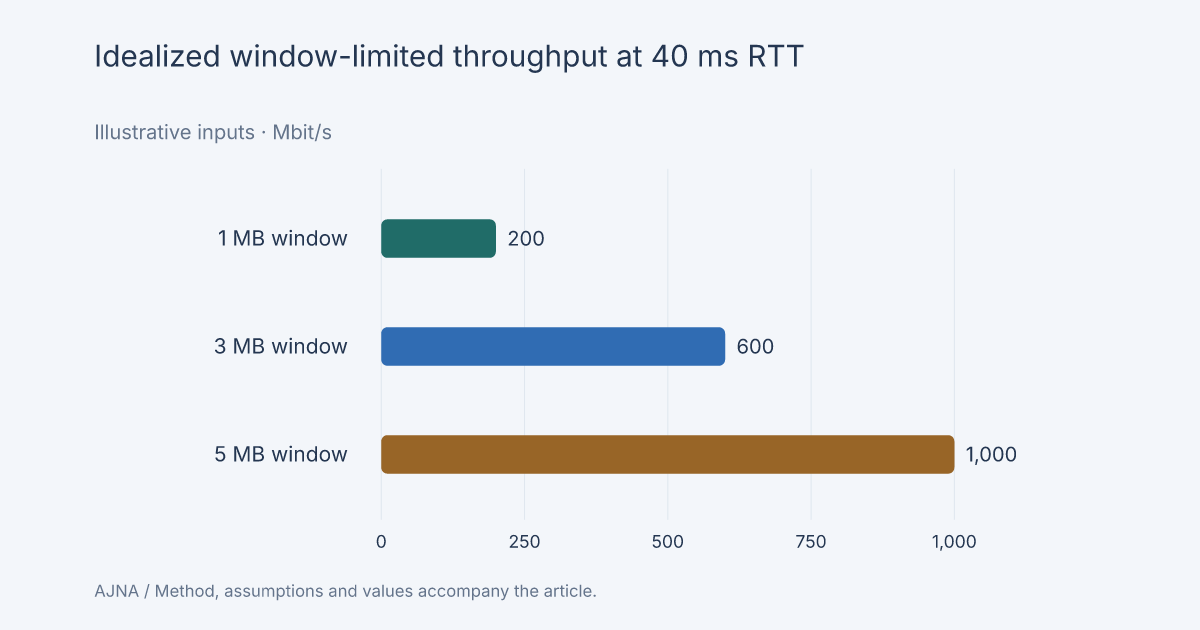 Idealized window-limited throughput at 40 ms RTT
Illustrative inputs · Mbit/s
1 MB window 200
3 MB window 600
5 MB window 1,000
0 250 500 750 1,000
AJNA / Method, assumptions and values accompany the article.